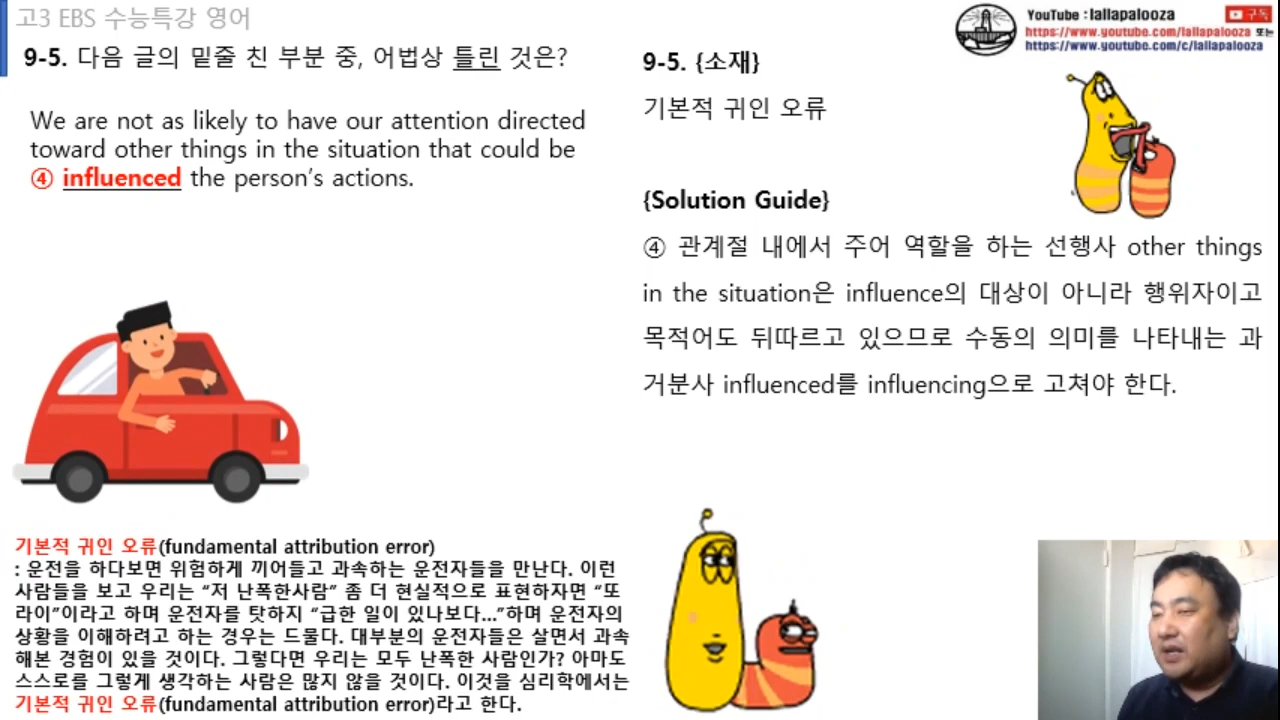 고3 EBS 수능특강 영어
9-5. 다음 글의 밑줄 친 부분 중, 어법상 틀린 것은?
We are not as likely to have our attention directed
toward other things in the situation that could be
④ influenced the person's actions.
기본적 귀인 오류(fundamental attribution error)
: 운전을 하다보면 위험하게 끼어들고 과속하는 운전자들을 만난다. 이런
사람들을 보고 우리는 “저 난폭한사람” 좀 더 현실적으로 표현하자면 “또
라이”이라고 하며 운전자를 탓하지 “급한 일이 있나보다...”하며 운전자의
상황을 이해하려고 하는 경우는 드물다. 대부분의 운전자들은 살면서 과속
해본 경험이 있을 것이다. 그렇다면 우리는 모두 난폭한 사람인가? 아마도
스스로를 그렇게 생각하는 사람은 많지 않을 것이다. 이것을 심리학에서는
기본적 귀인 오류(fundamental attribution error)라고 한다.
YouTube : lallapalooza 구독
https://www.youtube.com/lallapalooza 또는
https://www.youtube.com/c/lallapalooza
9-5. {소재}
기본적 귀인 오류
{Solution Guide}
④ 관계절 내에서 주어 역할을 하는 선행사 other things
in the situation은 influence의 대상이 아니라 행위자이고
목적어도 뒤따르고 있으므로 수동의 의미를 나타내는 과
거분사 influenced를 influencing으로 고쳐야 한다.